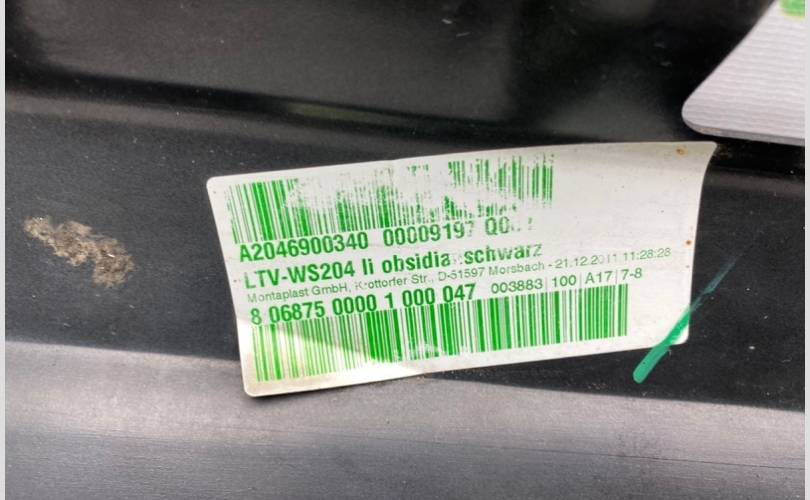 A2046900340 00009197
LTV-WS204 li obsidia schwarz
Montaplast GmbH, Krottorfer Str., D-51597 Morsbach - 21.12.2011 11:28:28
8 06875 0000 1 000 047 003883 | 100 | A17 | 7-8